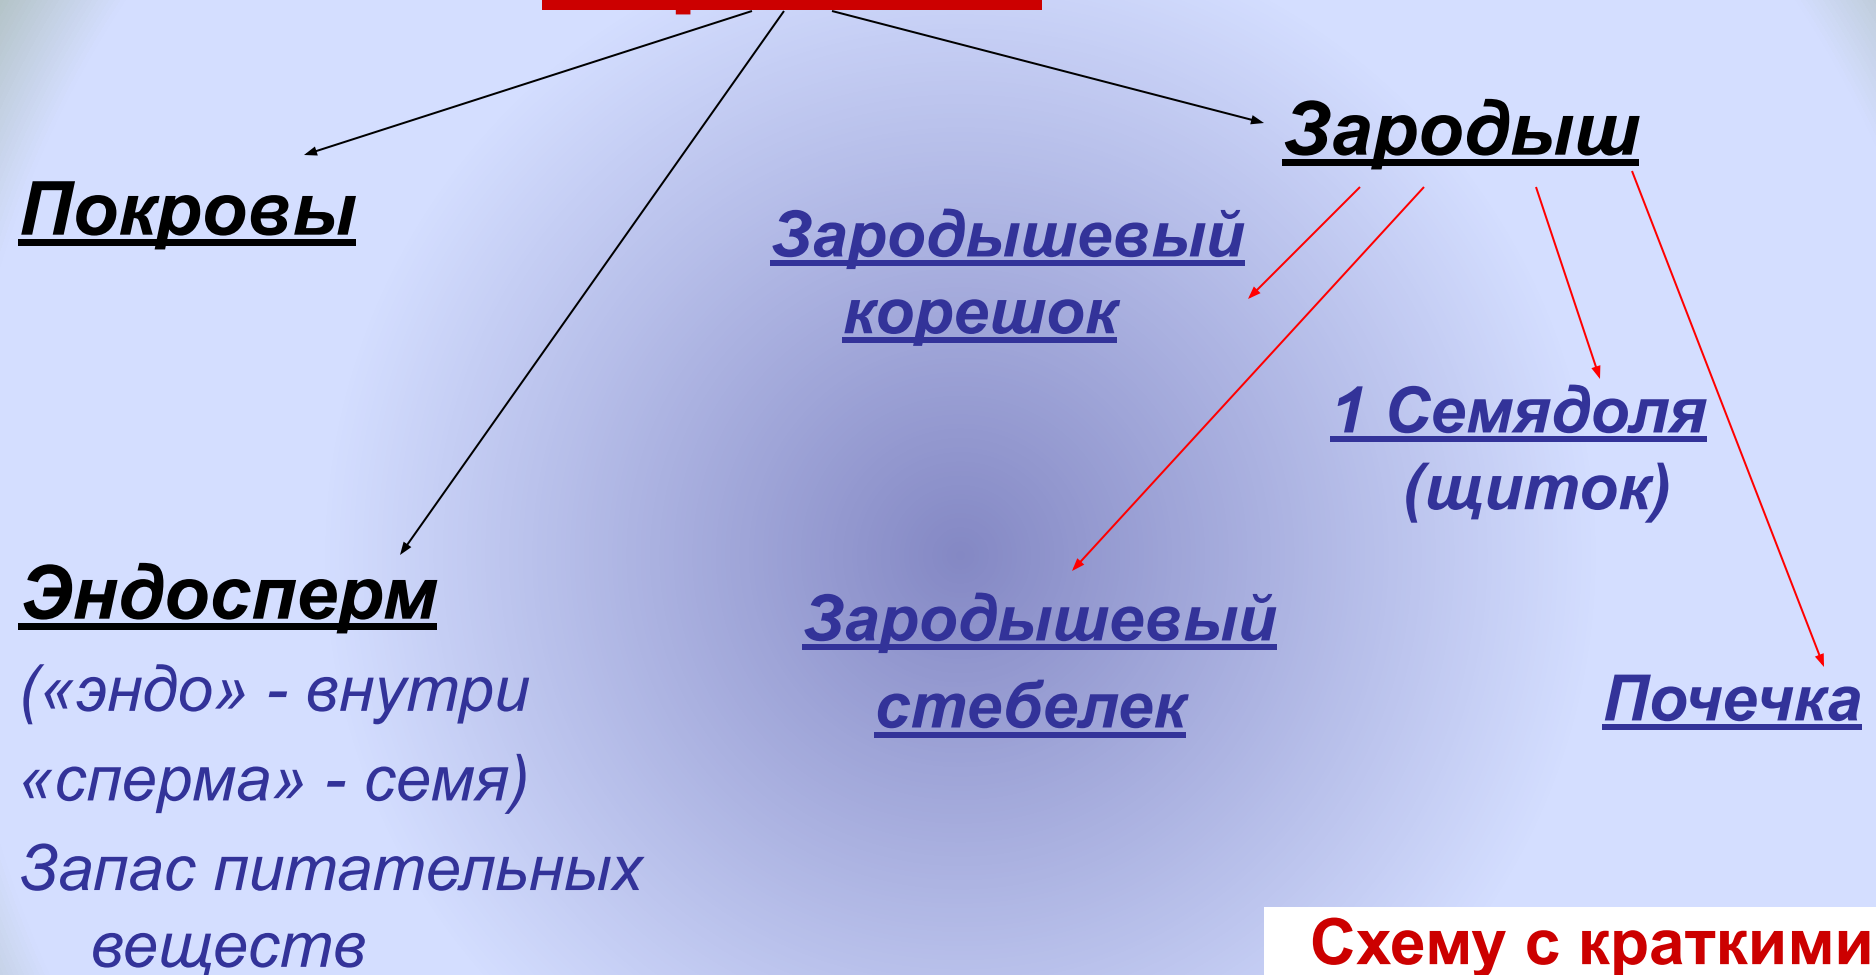 Зародыш
Покровы
Зародышевый
корешок
1 Семядоля
(щиток)
Эндосперм
(«эндо» - внутри
«сперма» - семя)
Запас питательных
веществ
Зародышевый
стебелек
Почечка
Схему с краткими